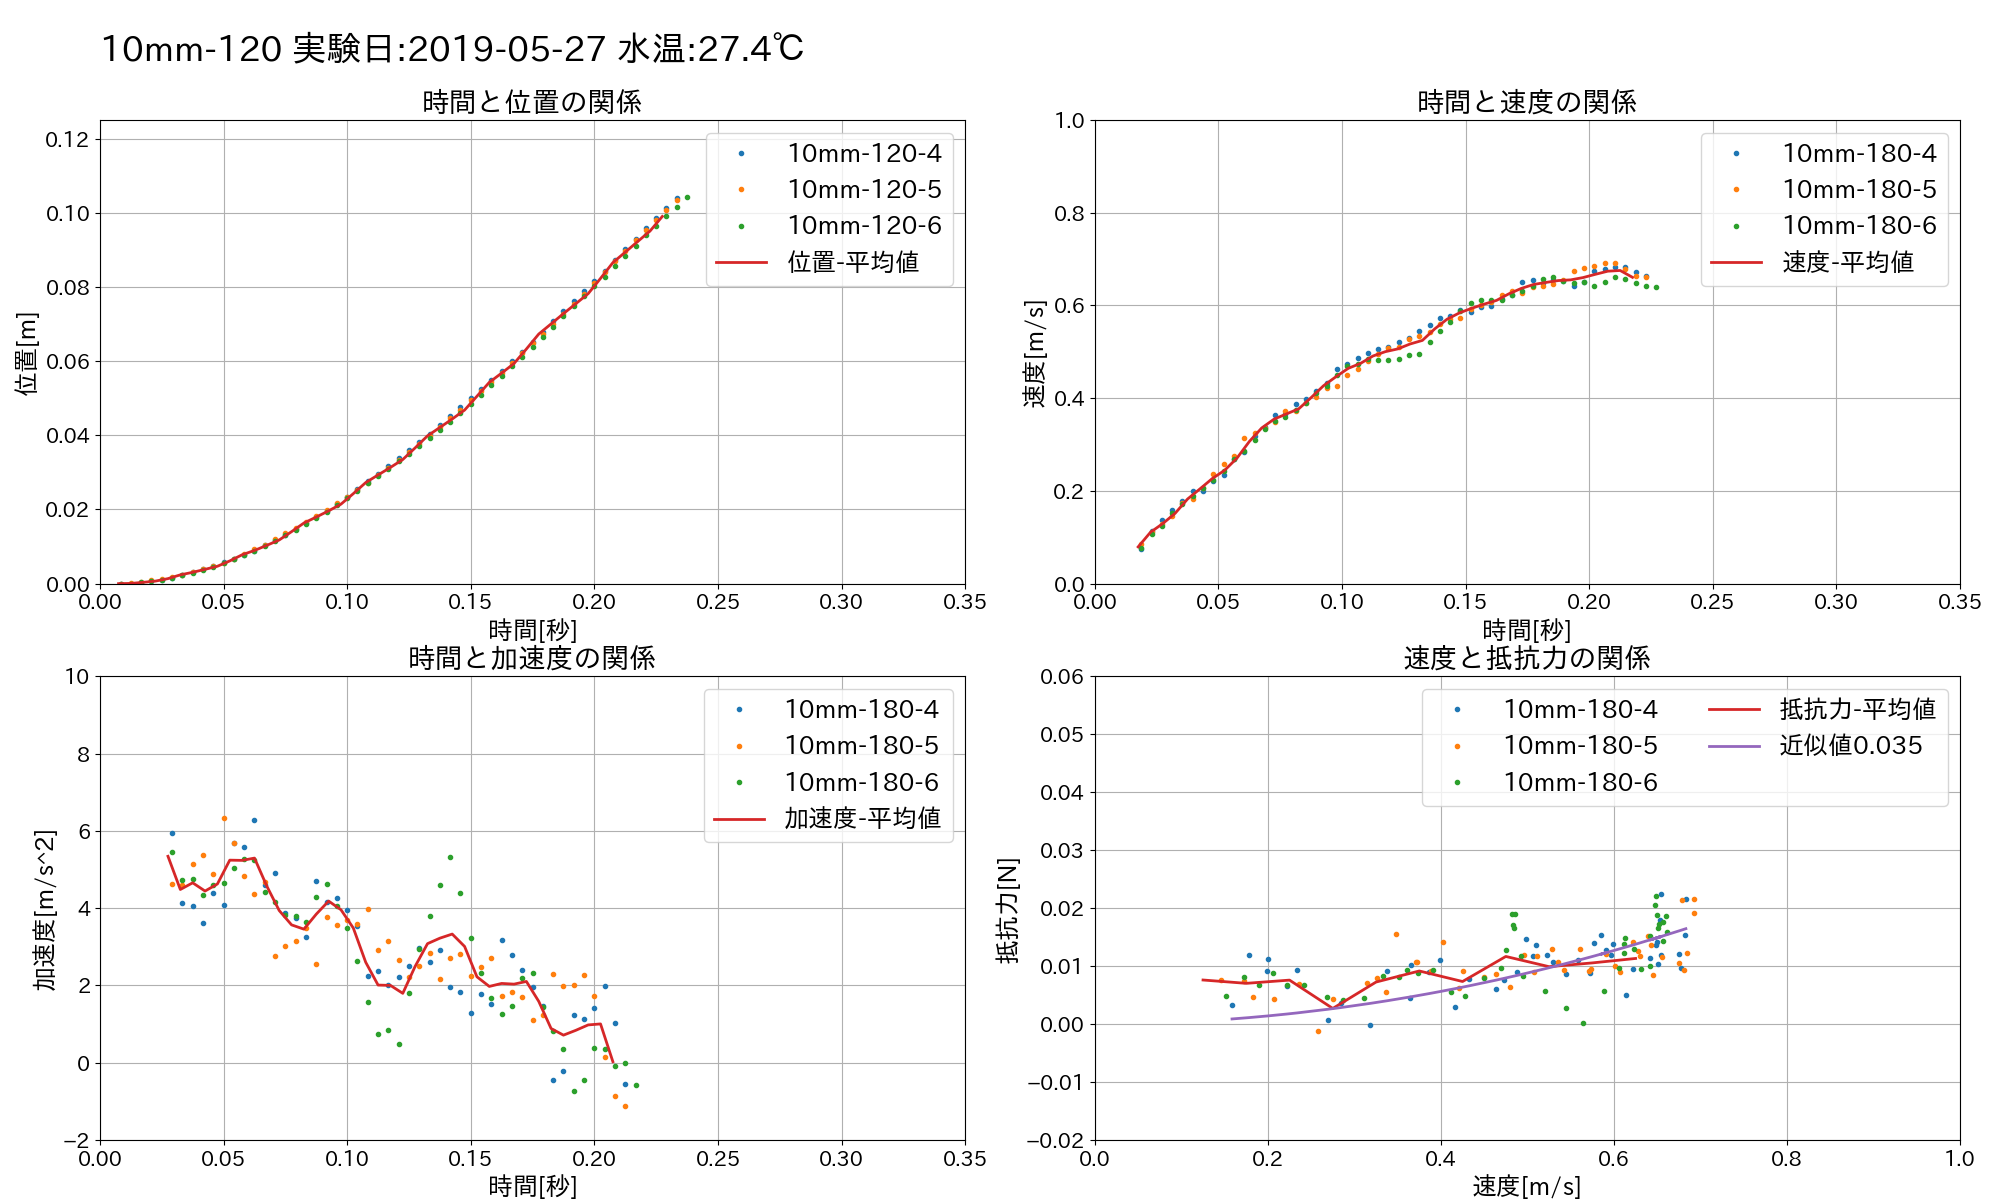 10mm-120 実験日:2019-05-27 水温:27.4℃
時間と位置の関係
0.12
0.10
0.08
0.06
0.04
0.02
0.00
位置[m]
10mm-120-4
10mm-120-5
10mm-120-6
位置-平均値
0.00 0.05 0.10 0.15 0.20 0.25 0.30 0.35
時間[秒]
時間と速度の関係
1.0
0.8
0.6
0.4
0.2
0.0
速度[m/s]
10mm-180-4
10mm-180-5
10mm-180-6
速度-平均値
0.00 0.05 0.10 0.15 0.20 0.25 0.30 0.35
時間[秒]
時間と加速度の関係
10
8
6
4
2
0
−2
加速度[m/s^2]
10mm-180-4
10mm-180-5
10mm-180-6
加速度-平均値
0.00 0.05 0.10 0.15 0.20 0.25 0.30 0.35
時間[秒]
速度と抵抗力の関係
0.06
0.05
0.04
0.03
0.02
0.01
0.00
−0.01
−0.02
抵抗力[N]
10mm-180-4
10mm-180-5
10mm-180-6
抵抗力-平均値
近似値0.035
0.0 0.2 0.4 0.6 0.8 1.0
速度[m/s]